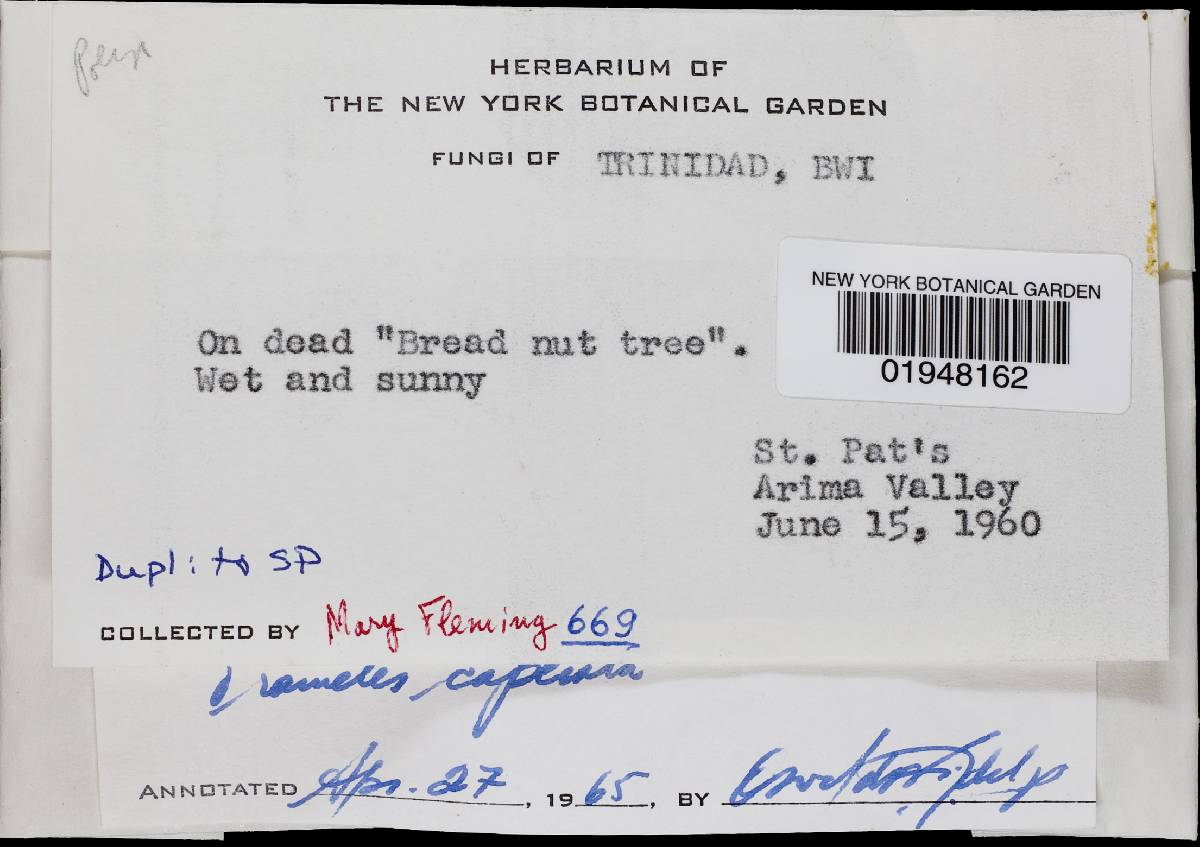 HERBARIUM OF
THE NEW YORK BOTANICAL GARDEN
FUNGI OF TRINIDAD, BWI
NEW YORK BOTANICAL GARDEN
01948162
On dead "Bread nut tree".
Wet and sunny
St. Pat's
Arima Valley
June 15, 1960
Dupl: to SP
COLLECTED BY Mary Fleming 669
ANNOTATED Apr. 27, 1965, BY